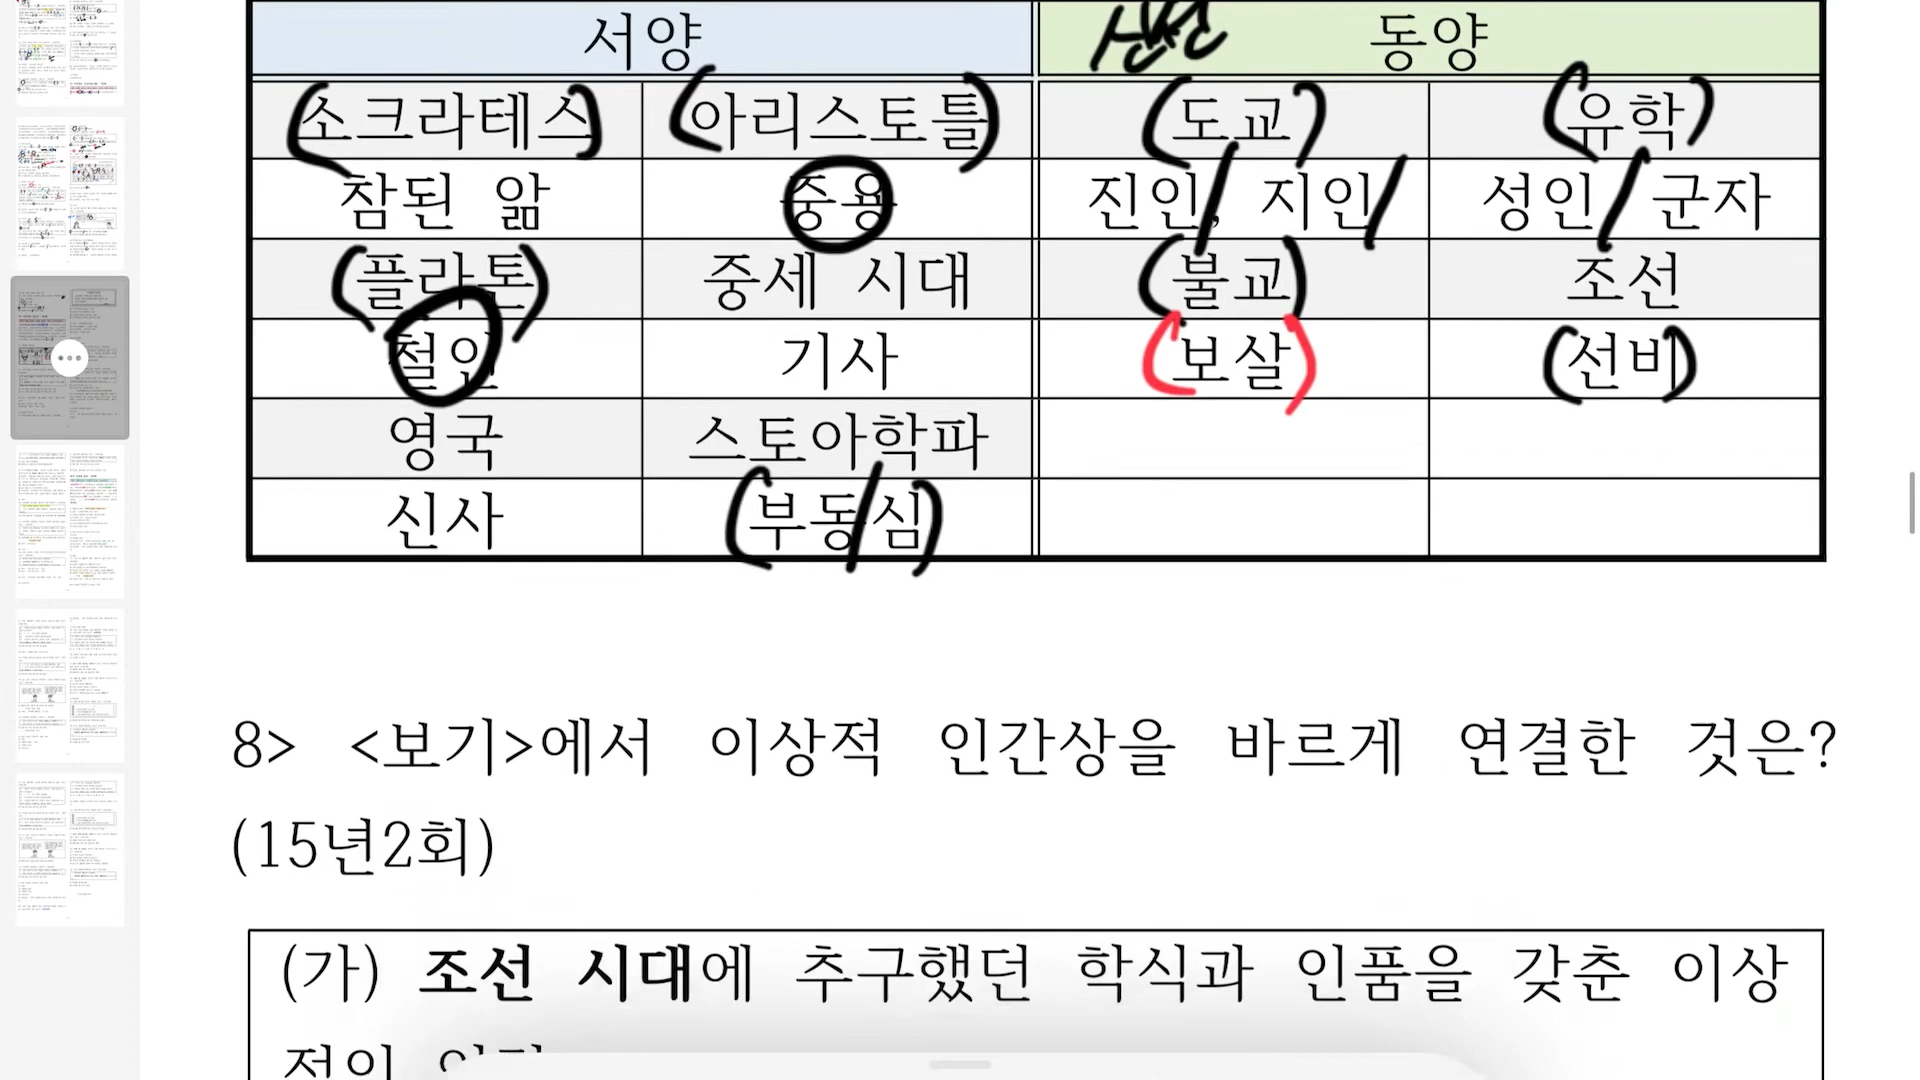 서양 동양
(소크라테스) (아리스토틀) (도교) (유학)
참된 앎 중용 진인, 지인 성인 군자
(플라톤) 중세 시대 (불교) 조선
철인 기사 (보살) (선비)
영국 스토아학파
신사 (부동심)
8> <보기>에서 이상적 인간상을 바르게 연결한 것은?
(15년2회)
(가) 조선 시대에 추구했던 학식과 인품을 갖춘 이상